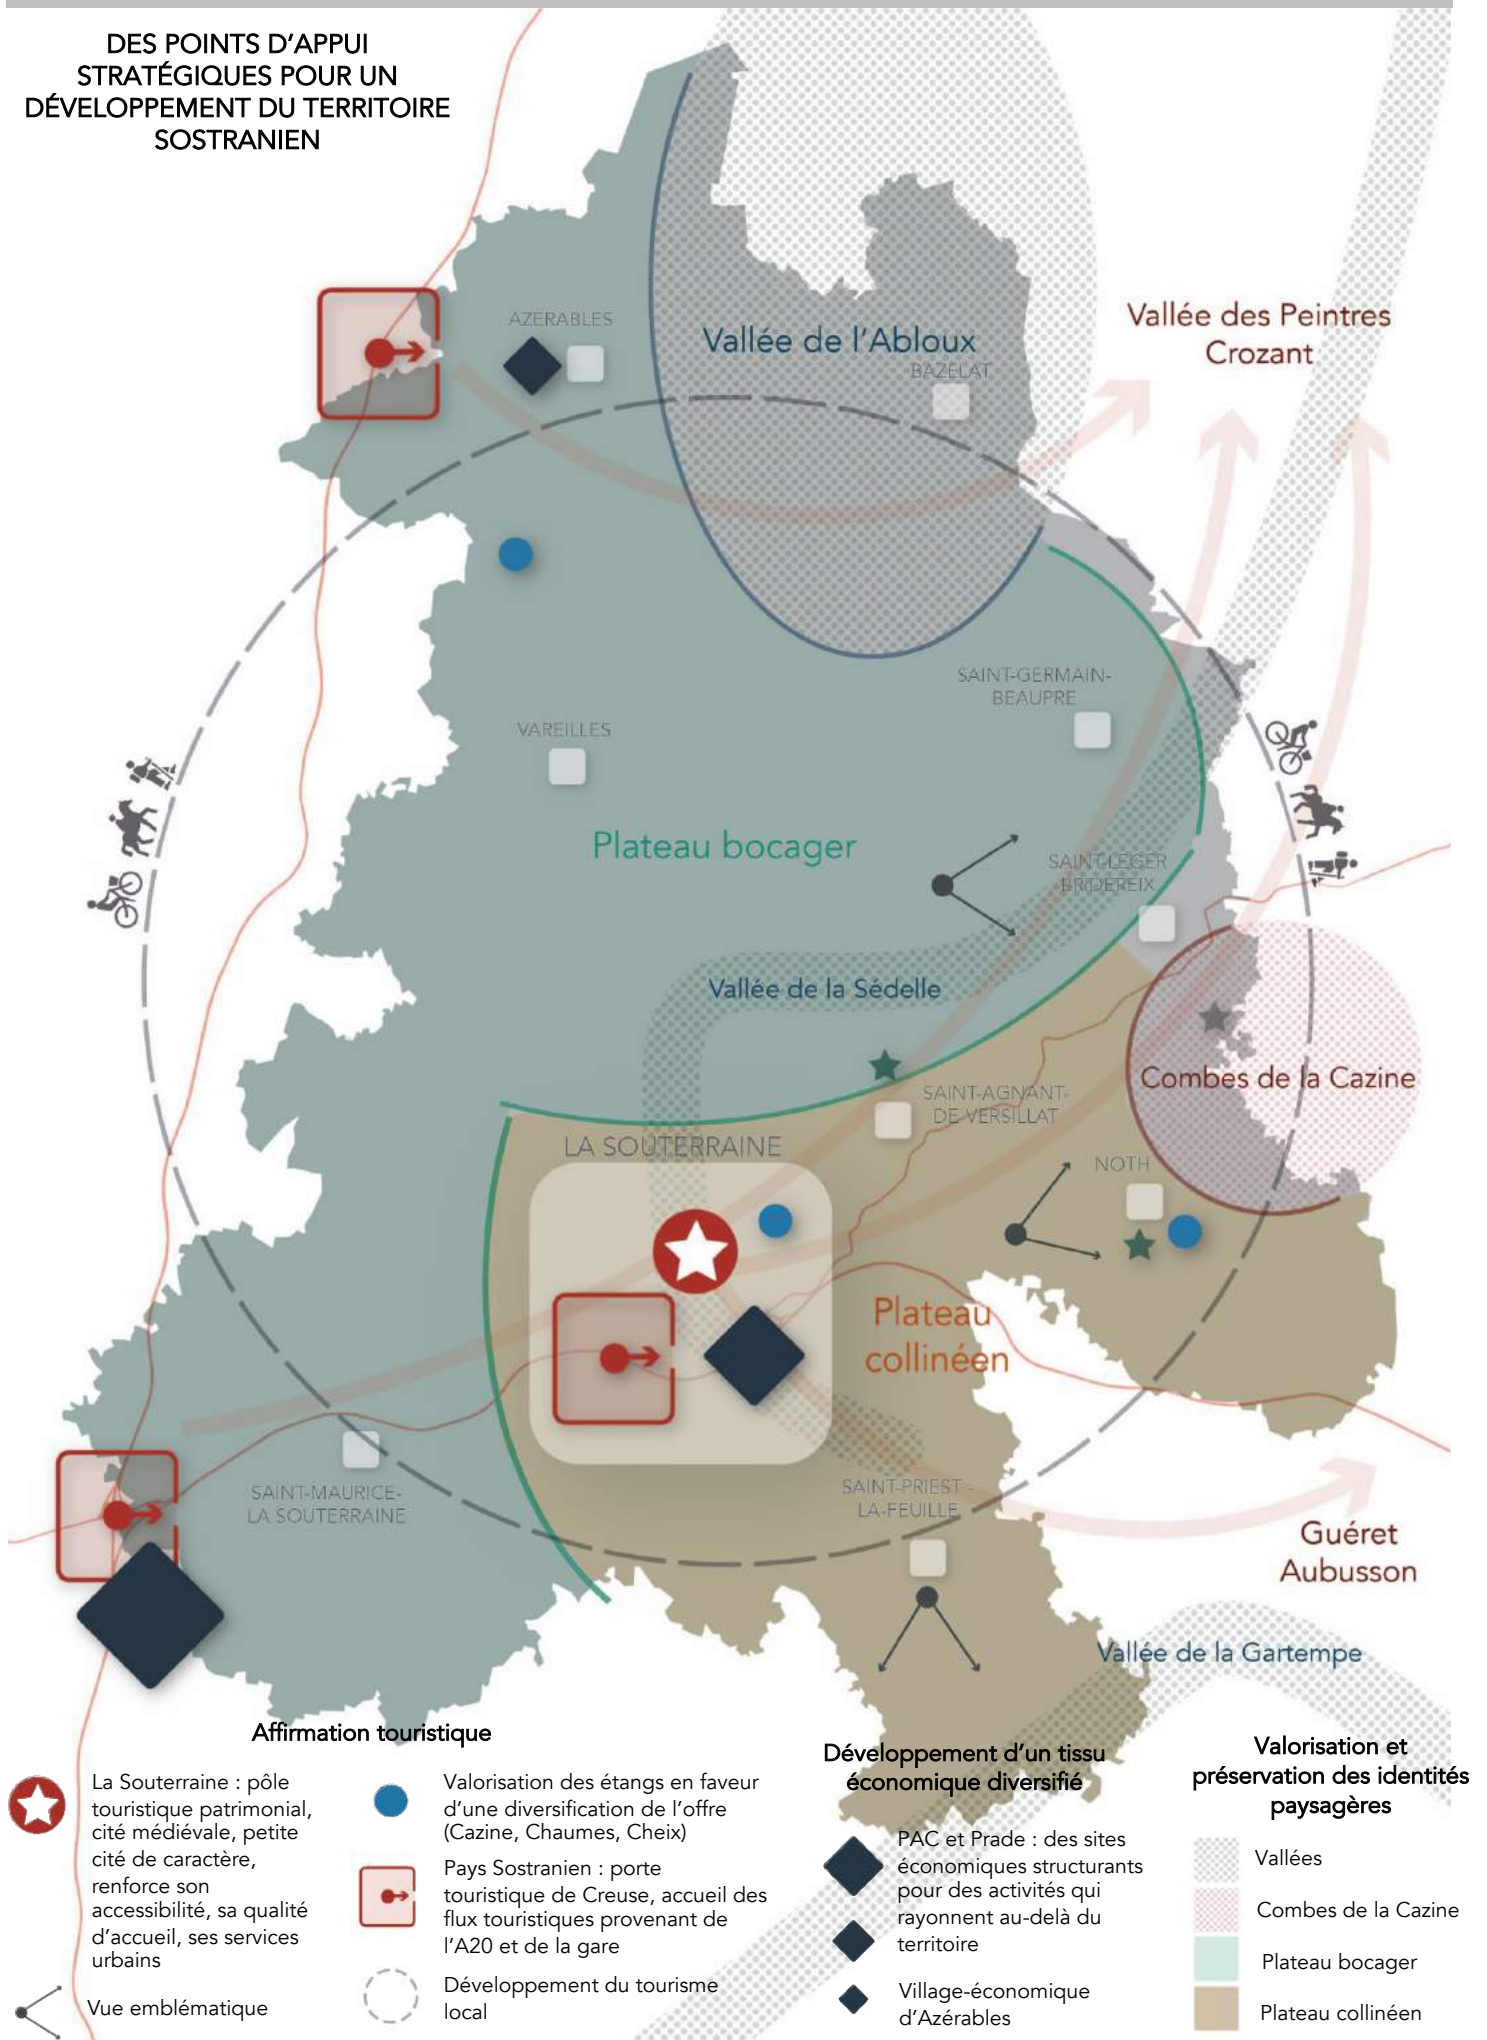 DES POINTS D'APPUI
STRATÉGIQUES POUR UN
DÉVELOPPEMENT DU TERRITOIRE
SOSTRANIEN
AZERABLES
Vallée de l'Abloux
BAZELAT
Vallée des Peintres
Crozant
SAINT-GERMAIN-
BEAUPRE
VAREILLES
Plateau bocager
SAINT-LEGER
BRIDEREIX
Vallée de la Sédelle
Combes de la Cazine
SAINT-AGNANT-
DE-VERSILLAT
LA SOUTERRAINE
NOTH
Plateau
collinéen
SAINT-MAURICE-
LA SOUTERRAINE
SAINT-PRIEST -
LA-FEUILLE
Guéret
Aubusson
Vallée de la Gartempe
Affirmation touristique
La Souterraine : pôle
touristique patrimonial,
cité médiévale, petite
cité de caractère,
renforce son
accessibilité, sa qualité
d'accueil, ses services
urbains
Vue emblématique
Valorisation des étangs en faveur
d'une diversification de l'offre
(Cazine, Chaumes, Cheix)
Pays Sostranien : porte
touristique de Creuse, accueil des
flux touristiques provenant de
l'A20 et de la gare
Développement du tourisme
local
Développement d'un tissu
économique diversifié
PAC et Prade : des sites
économiques structurants
pour des activités qui
rayonnent au-delà du
territoire
Village-économique
d'Azérables
Valorisation et
préservation des identités
paysagères
Vallées
Combes de la Cazine
Plateau bocager
Plateau collinéen